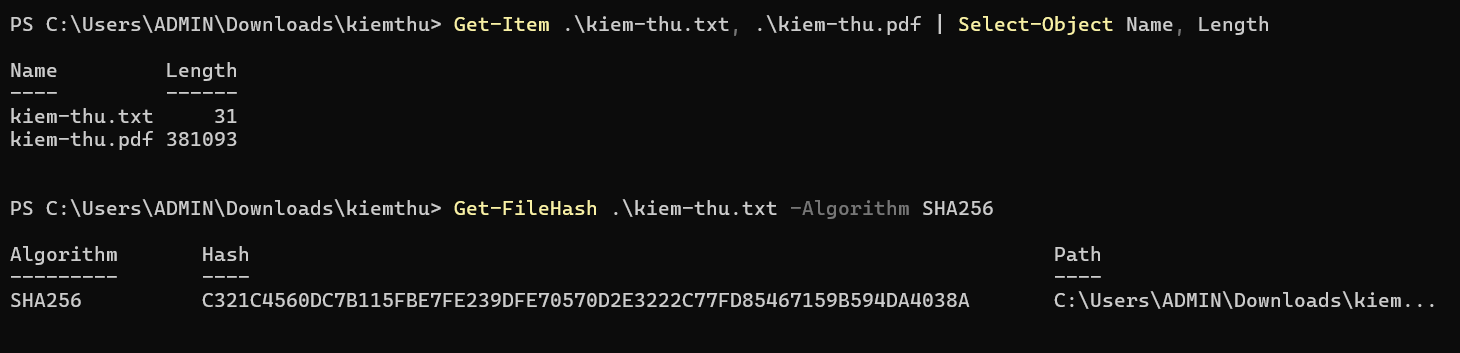 PS C:\Users\ADMIN\Downloads\kiemthu> Get-Item .\kiem-thu.txt, .\kiem-thu.pdf | Select-Object Name, Length
Name Length
---- ------
kiem-thu.txt 31
kiem-thu.pdf 381093
PS C:\Users\ADMIN\Downloads\kiemthu> Get-FileHash .\kiem-thu.txt -Algorithm SHA256
Algorithm Hash Path
--------- ---- ----
SHA256 C321C4560DC7B115FBE7FE239DFE70570D2E3222C77FD85467159B594DA4038A C:\Users\ADMIN\Downloads\kiem...